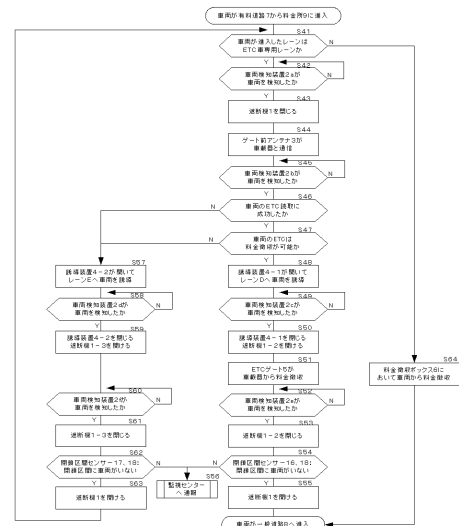 車両が有料道路7から料金所9に進入
S41
車両が進入したレーンは
ETC車専用レーンか
N
Y
S42
車両検知装置2aが
車両を検知したか
N
Y
S43
遮断機1を閉じる
S44
ゲート前アンテナ3が
車載器と通信
S45
車両検知装置2bが
車両を検知したか
N
Y
S46
車両のETC読取に
成功したか
N
Y
S47
車両のETCは
料金徴収が可能か
N
Y
S57
誘導装置4-2が開いて
レーンEへ車両を誘導
S48
誘導装置4-1が開いて
レーンDへ車両を誘導
S58
車両検知装置2dが
車両を検知したか
N
Y
S49
車両検知装置2cが
車両を検知したか
N
Y
S59
誘導装置4-2を閉じる
遮断機1-3を開ける
S50
誘導装置4-1を閉じる
遮断機1-2を開ける
S51
ETCゲート5が
車載器から料金徴収
S64
料金徴収ボックス6に
おいて車両から料金徴収
S60
車両検知装置2fが
車両を検知したか
N
Y
S52
車両検知装置2eが
車両を検知したか
N
Y
S61
遮断機1-3を閉じる
S53
遮断機1-2を閉じる
S62
閉鎖区間センサー17、18:
閉鎖区間に車両がいない
N
Y
S54
閉鎖区間センサー16、18:
閉鎖区間に車両がいない
N
Y
S56
監視センター
へ通報
S63
遮断機1を開ける
S55
遮断機1を開ける
車両が一般道路8へ進入